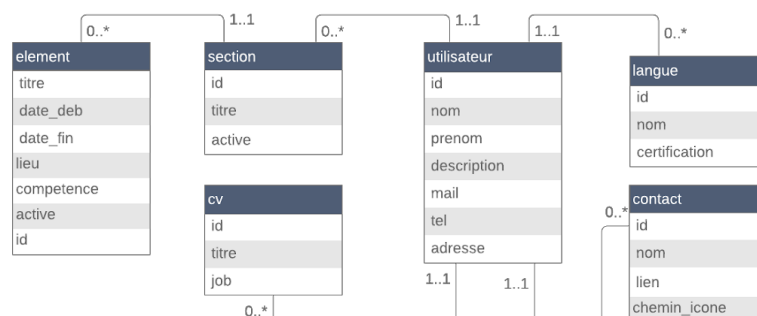 0..*
1..1
0..*
1..1
1..1
0..*
element
titre
date_deb
date_fin
lieu
competence
active
id
section
id
titre
active
utilisateur
id
nom
prenom
description
mail
tel
adresse
langue
id
nom
certification
cv
id
titre
job
contact
id
nom
lien
chemin_icone
0..*
1..1
1..1
0..*